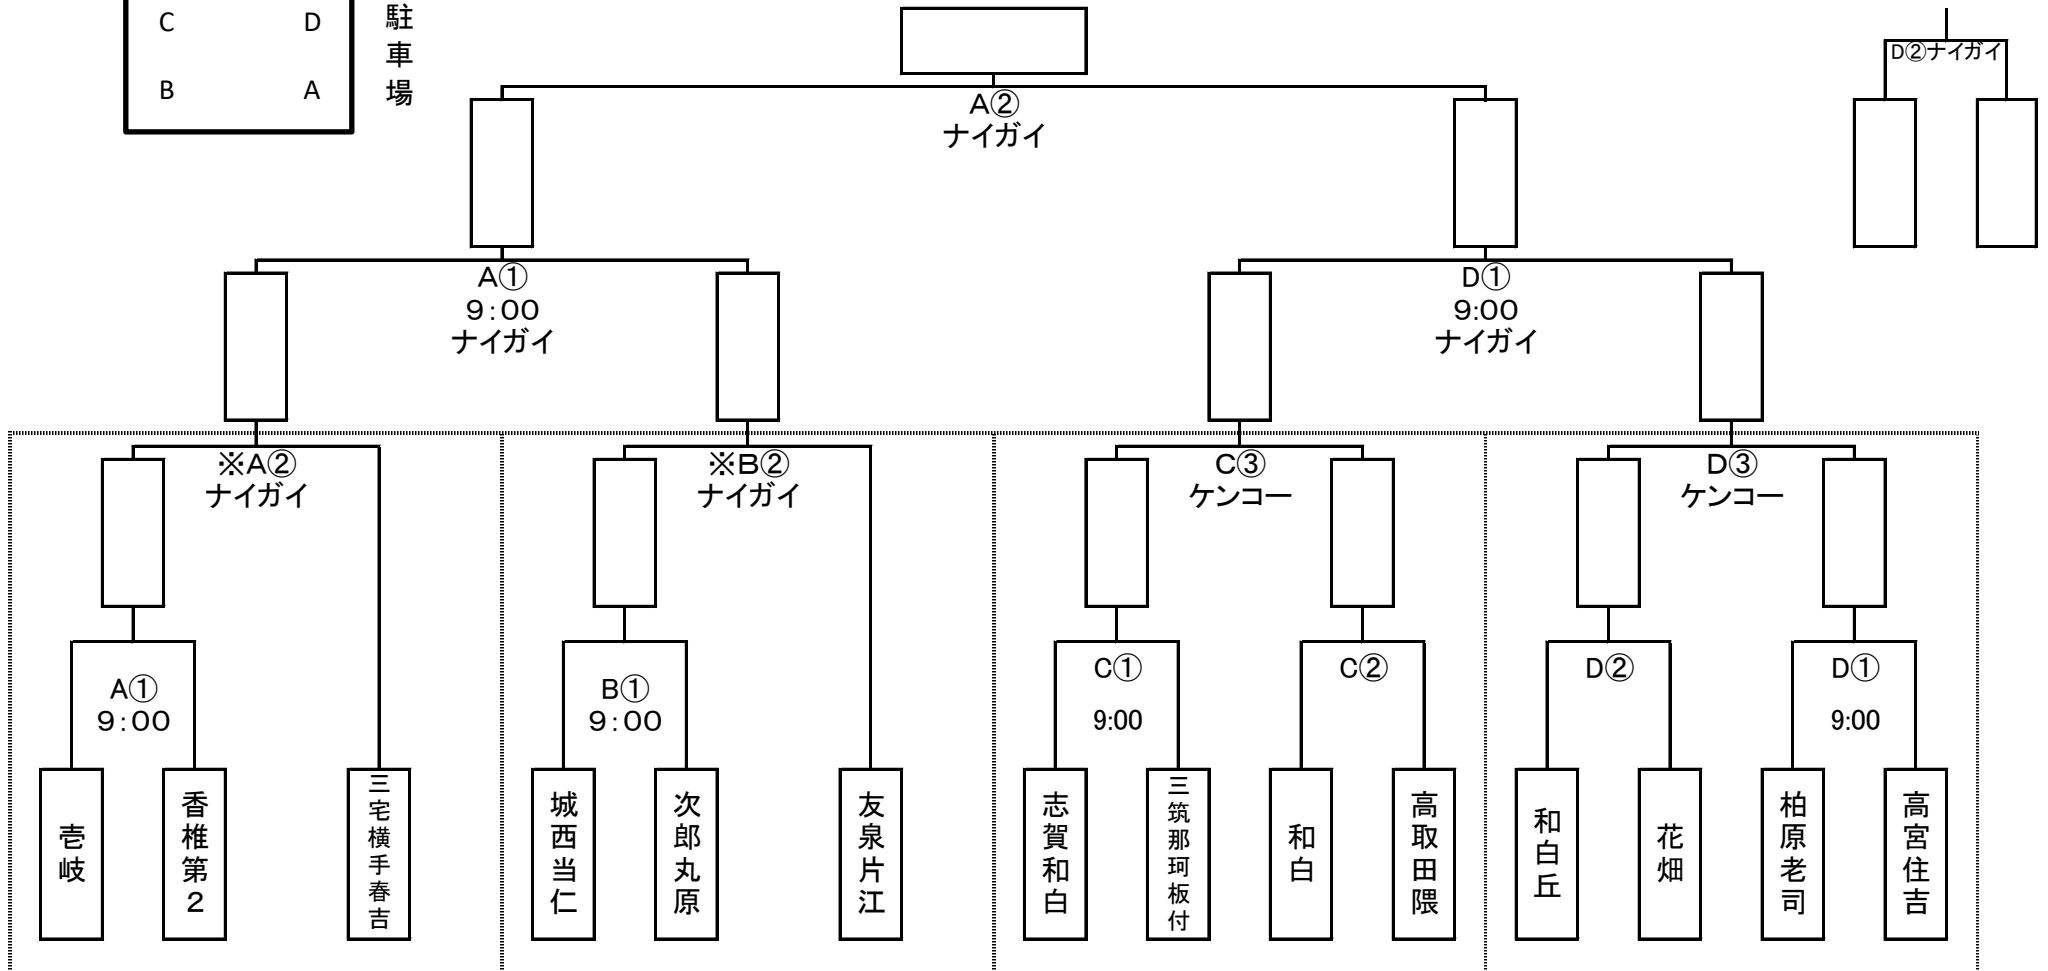 C D
B A
駐車場
D②ナイガイ
A②
ナイガイ
A①
9:00
ナイガイ
D①
9:00
ナイガイ
※A②
ナイガイ
※B②
ナイガイ
C③
ケンコー
D③
ケンコー
A①
9:00
B①
9:00
C①
9:00
C②
D②
D①
9:00
壱岐
香椎第2
三宅横手春吉
城西当仁
次郎丸原
友泉片江
志賀和白
三筑那珂板付
和白
高取田隈
和白丘
花畑
柏原老司
高宮住吉